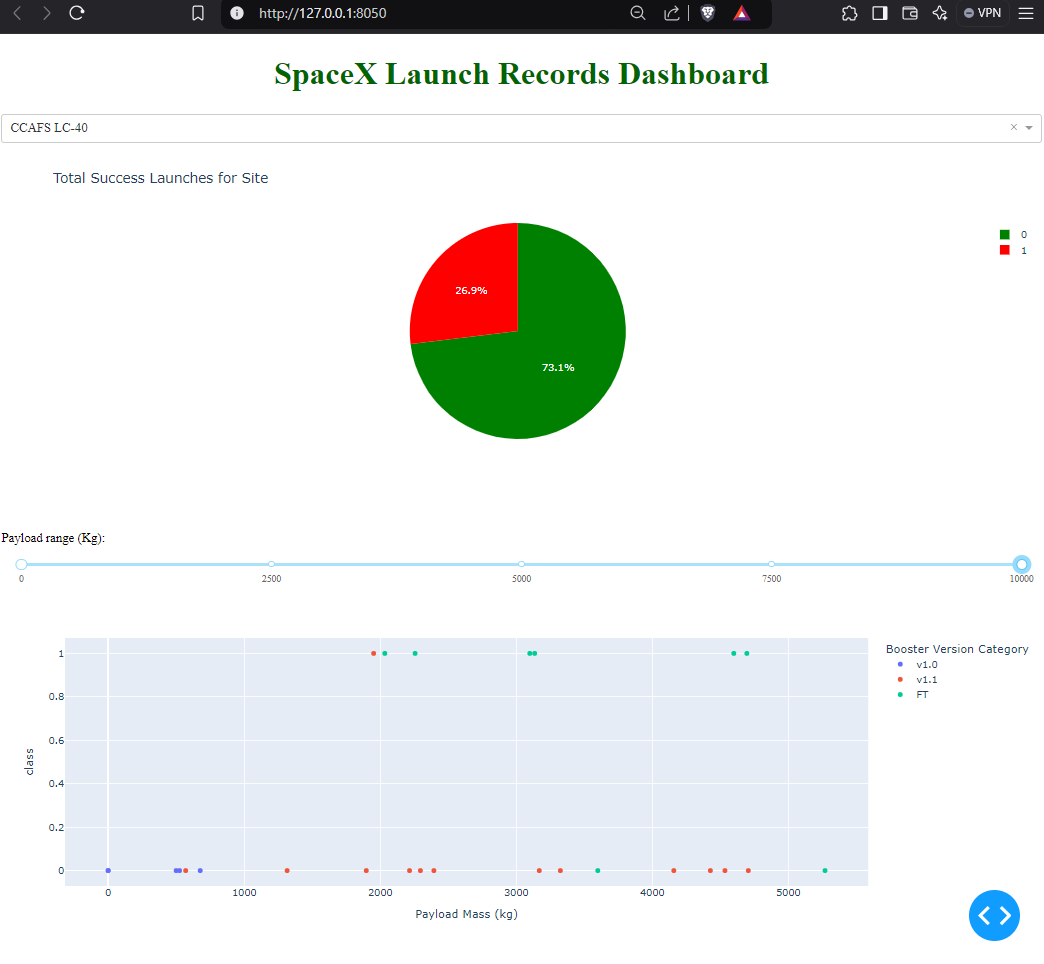 http://127.0.0.1:8050
VPN
SpaceX Launch Records Dashboard
CCAFS LC-40
Total Success Launches for Site
0
1
26.9%
73.1%
Payload range (Kg):
0 2500 5000 7500 10000
Booster Version Category
v1.0
v1.1
FT
1
0.8
0.6
0.4
0.2
0
class
0 1000 2000 3000 4000 5000
Payload Mass (kg)